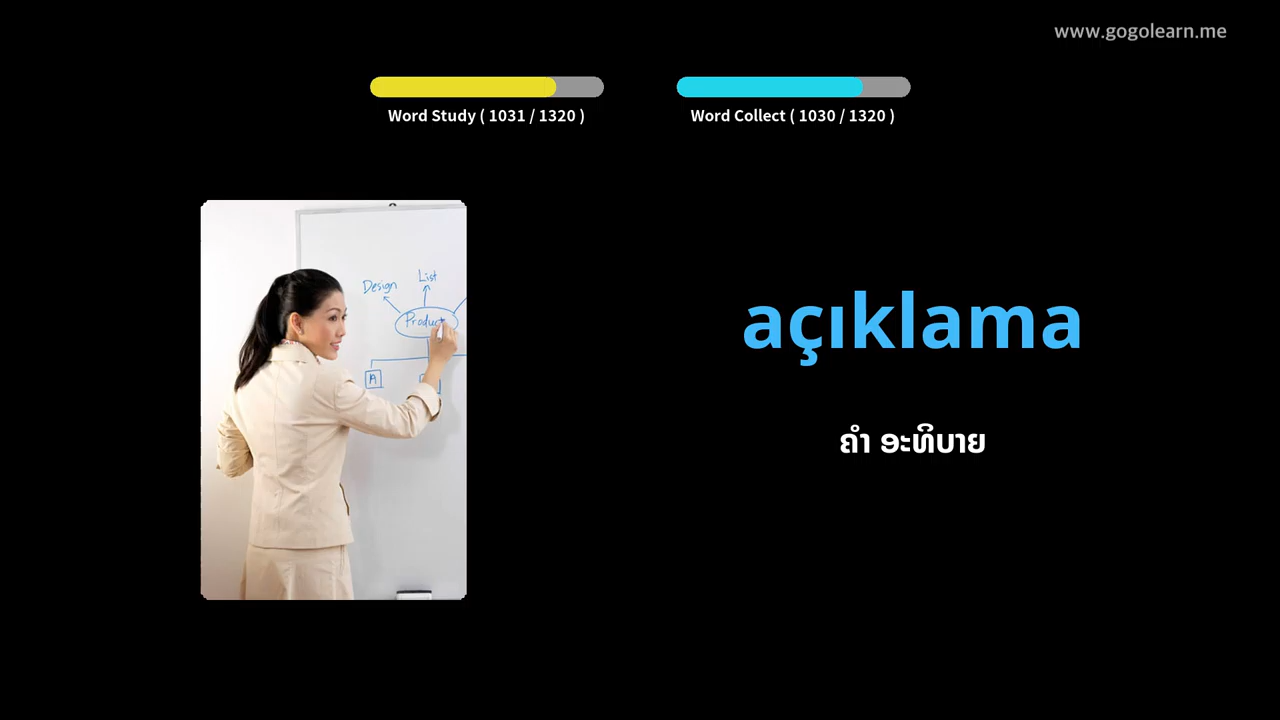 www.gogolearn.me
Word Study ( 1031 / 1320 )
Word Collect ( 1030 / 1320 )
List
Design
Product
A
açıklama
ຄຳ ອະທິບາຍ